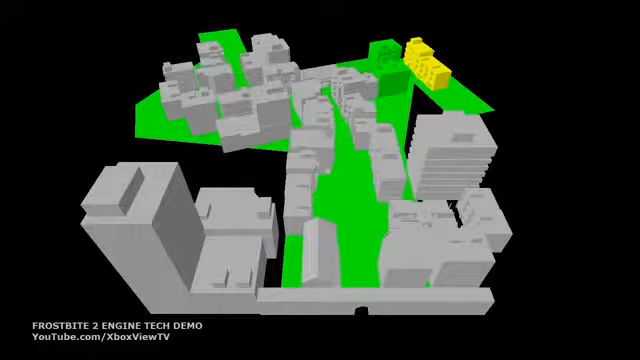 FROSTBITE 2 ENGINE TECH DEMO
YouTube.com/XboxViewTV